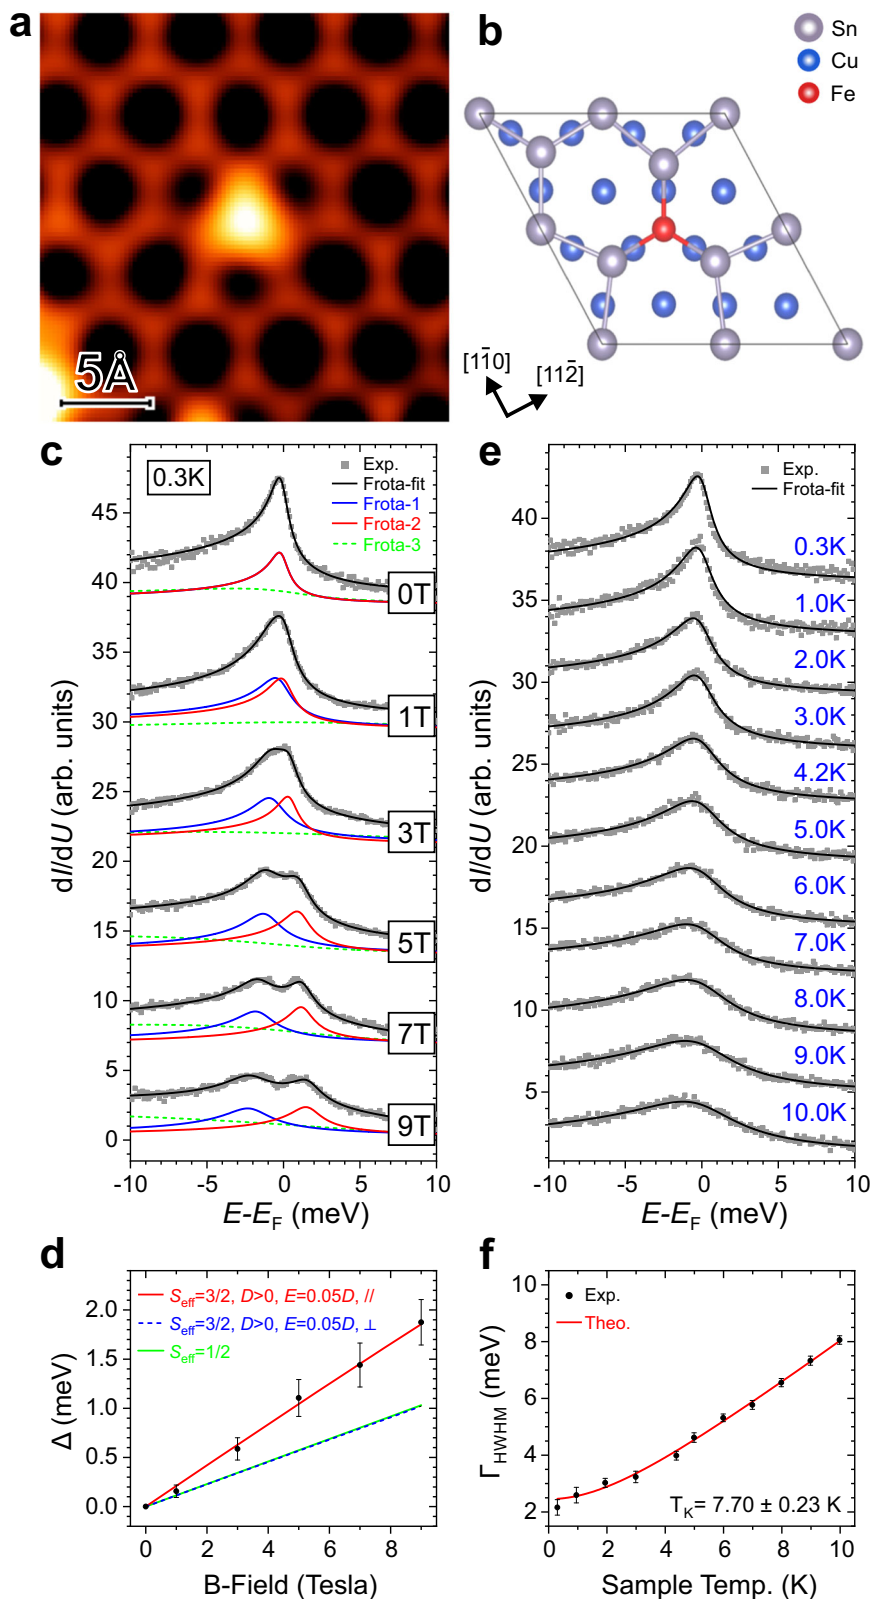 a
5Å
b
Sn
Cu
Fe
[11̄0]
[112̄]
c
0.3K
Exp.
Frota-fit
Frota-1
Frota-2
Frota-3
0T
1T
3T
5T
7T
9T
45
40
35
30
25
20
15
10
5
0
dI/dU (arb. units)
-10
-5
0
5
10
E-E_F (meV)
e
Exp.
Frota-fit
0.3K
1.0K
2.0K
3.0K
4.2K
5.0K
6.0K
7.0K
8.0K
9.0K
10.0K
40
35
30
25
20
15
10
5
dI/dU (arb. units)
-10
-5
0
5
10
E-E_F (meV)
d
S_eff=3/2, D>0, E=0.05D, //
S_eff=3/2, D>0, E=0.05D, ⊥
S_eff=1/2
2.0
1.5
1.0
0.5
0.0
Δ (meV)
0
2
4
6
8
B-Field (Tesla)
f
Exp.
Theo.
10
8
6
4
2
Γ_HWHM (meV)
T_K= 7.70 ± 0.23 K
0
2
4
6
8
10
Sample Temp. (K)